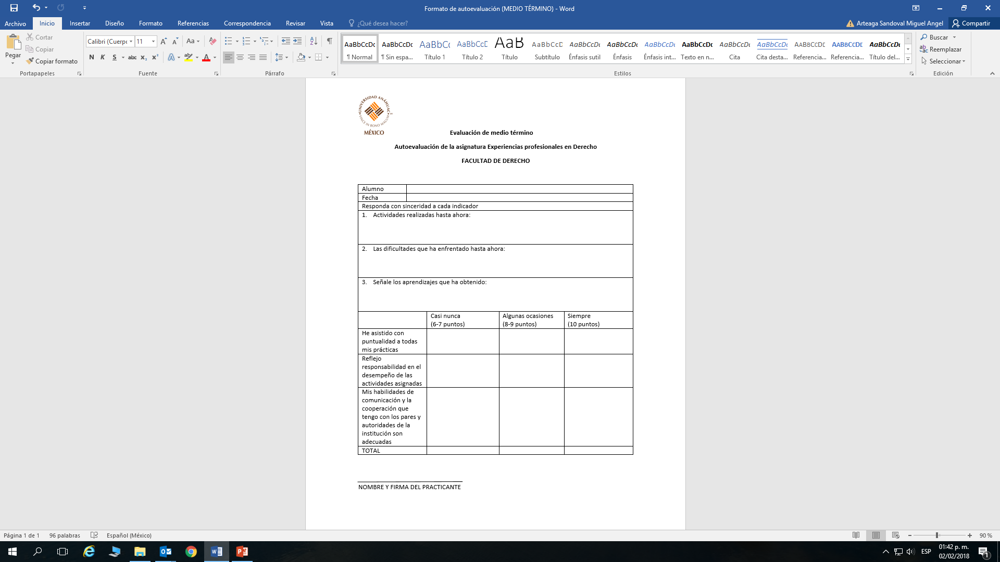 Formato de autoevaluación (MEDIO TÉRMINO) - Word
Archivo Inicio Insertar Diseño Formato Referencias Correspondencia Revisar Vista ¿Qué desea hacer? Arteaga Sandoval Miguel Angel Compartir
Pegar
Cortar
Copiar
Copiar formato
Portapapeles
Calibri (Cuerp 11
Aa
N K S abc x₂ x² A A
Fuente
Párrafo
AaBbCcDc AaBbCcDc AaBbCc AaBbCcD AaB AaBbCcD AaBbCcDc AaBbCcDc AaBbCcDc AaBbCcDc AaBbCcDc AaBbCcDc AABBCCDD AABBCCDD AaBbCcDc
¶ Normal ¶ Sin espa... Título 1 Título 2 Título Subtítulo Énfasis sutil Énfasis Énfasis int... Texto en n... Cita Cita desta... Referencia... Referencia... Título del...
Estilos
Buscar
Reemplazar
Seleccionar
Edición
UNIVERSIDAD ANÁHUAC
VINCE IN BONO MALUM
MÉXICO
Evaluación de medio término
Autoevaluación de la asignatura Experiencias profesionales en Derecho
FACULTAD DE DERECHO
Alumno
Fecha
Responda con sinceridad a cada indicador
1. Actividades realizadas hasta ahora:
2. Las dificultades que ha enfrentado hasta ahora:
3. Señale los aprendizajes que ha obtenido:
Casi nunca
(6-7 puntos)
Algunas ocasiones
(8-9 puntos)
Siempre
(10 puntos)
He asistido con
puntualidad a todas
mis prácticas
Reflejo
responsabilidad en el
desempeño de las
actividades asignadas
Mis habilidades de
comunicación y la
cooperación que
tengo con los pares y
autoridades de la
institución son
adecuadas
TOTAL
NOMBRE Y FIRMA DEL PRACTICANTE
Página 1 de 1 96 palabras Español (México) 90 %
ESP
01:42 p. m.
02/02/2018
1